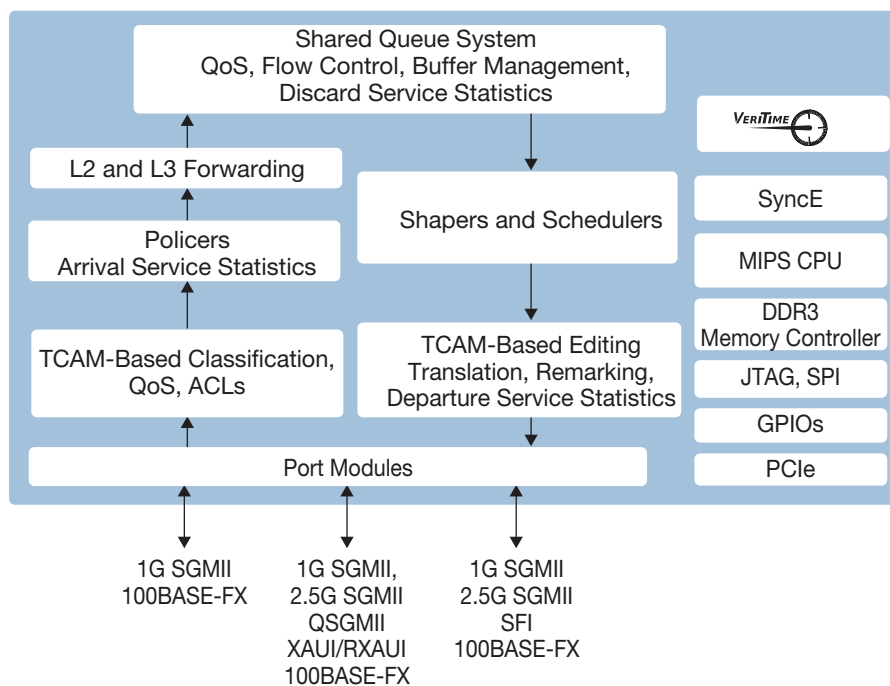 Shared Queue System
QoS, Flow Control, Buffer Management,
Discard Service Statistics
L2 and L3 Forwarding
Policers
Arrival Service Statistics
TCAM-Based Classification,
QoS, ACLs
Shapers and Schedulers
TCAM-Based Editing
Translation, Remarking,
Departure Service Statistics
Port Modules
VERITIME
SyncE
MIPS CPU
DDR3
Memory Controller
JTAG, SPI
GPIOs
PCIe
1G SGMII
100BASE-FX
1G SGMII,
2.5G SGMII
QSGMII
XAUI/RXAUI
100BASE-FX
1G SGMII
2.5G SGMII
SFI
100BASE-FX